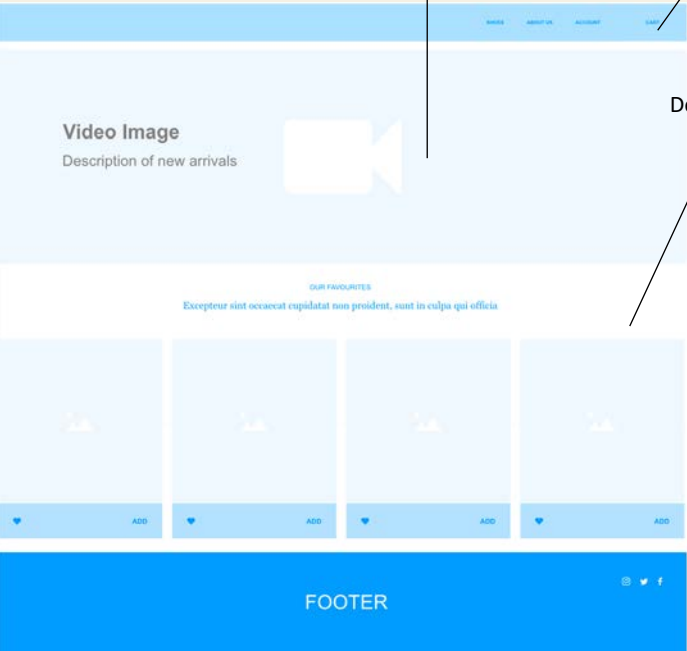 ABOUT US
ACCOUNT
CART
De
Video Image
Description of new arrivals
OUR FAVOURITES
Excepteur sint occaecat cupidatat non proident, sunt in culpa qui officia
ADD
ADD
ADD
ADD
FOOTER